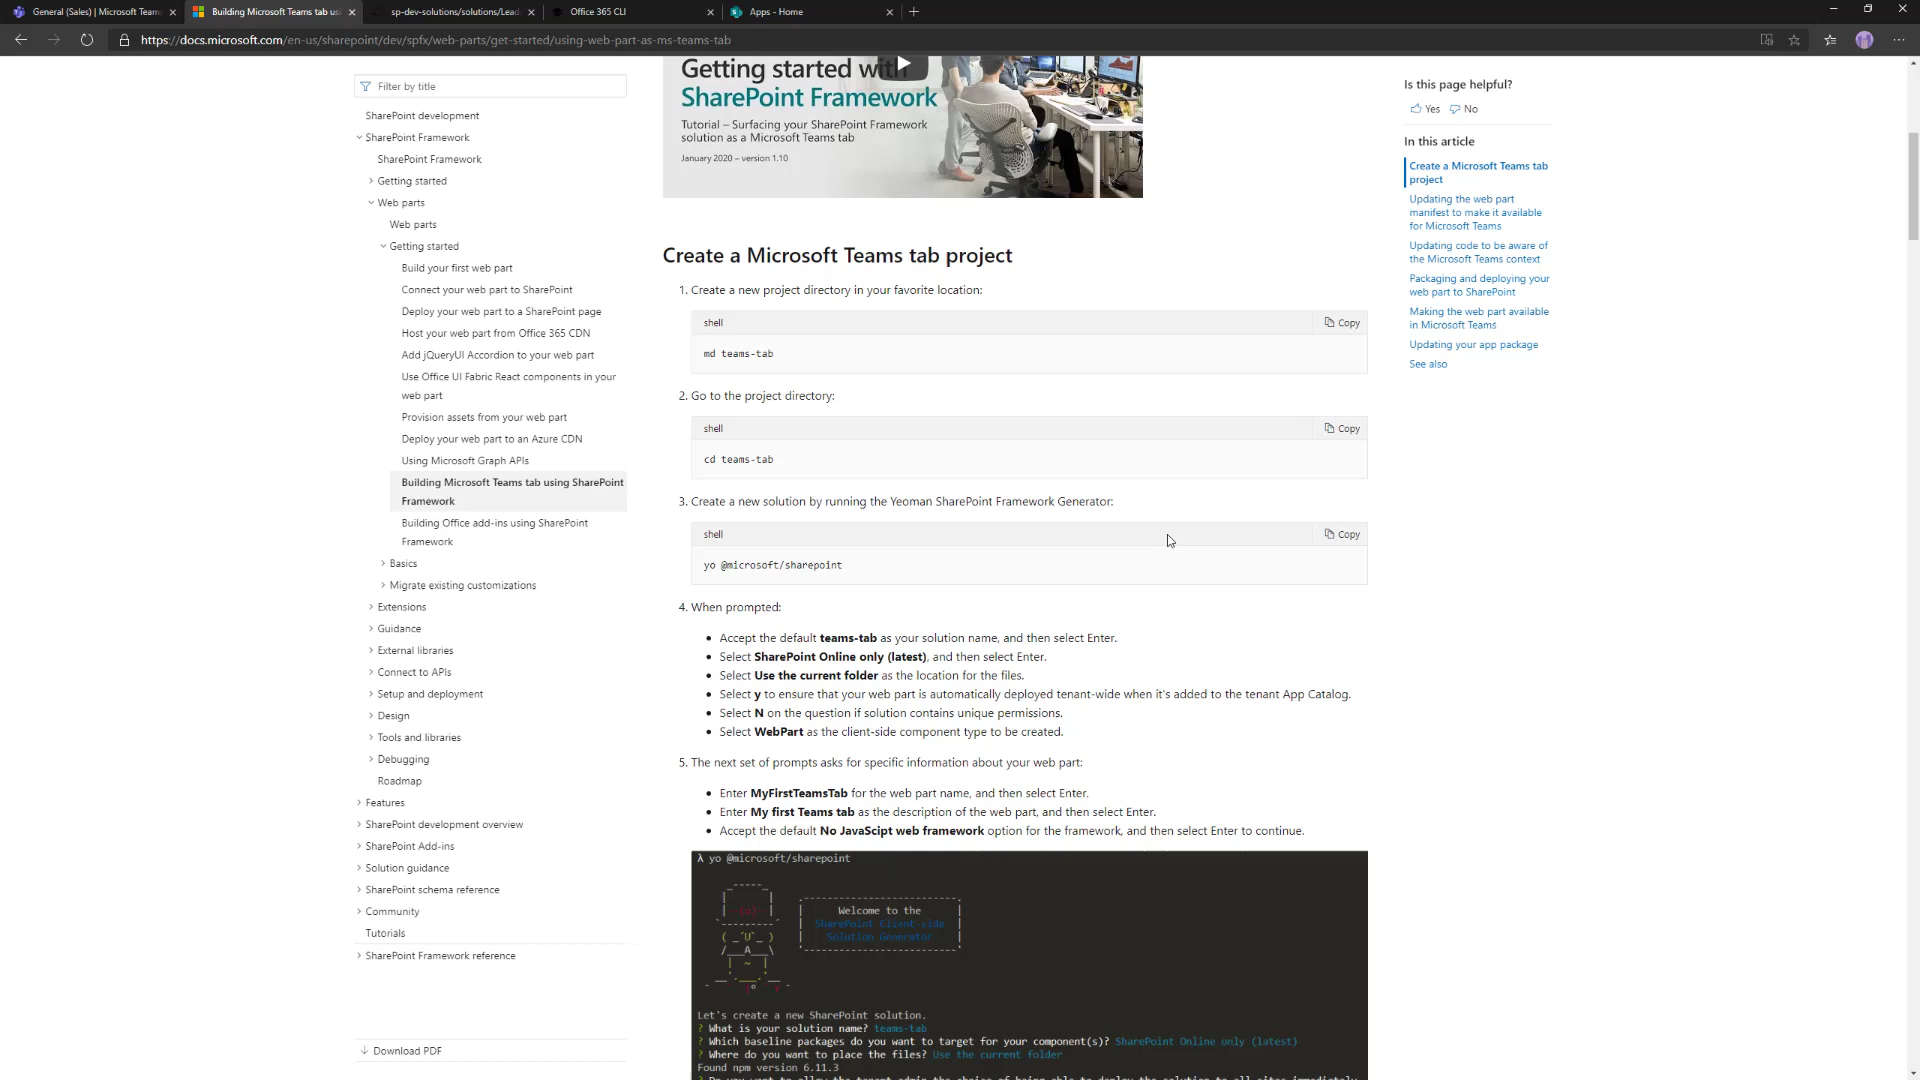 General (Sales) | Microsoft Team
Building Microsoft Teams tab usi
sp-dev-solutions/solutions/Lead
Office 365 CLI
Apps - Home
https://docs.microsoft.com/en-us/sharepoint/dev/spfx/web-parts/get-started/using-web-part-as-ms-teams-tab
Filter by title
SharePoint development
SharePoint Framework
SharePoint Framework
Getting started
Web parts
Web parts
Getting started
Build your first web part
Connect your web part to SharePoint
Deploy your web part to a SharePoint page
Host your web part from Office 365 CDN
Add jQueryUI Accordion to your web part
Use Office UI Fabric React components in your
web part
Provision assets from your web part
Deploy your web part to an Azure CDN
Using Microsoft Graph APIs
Building Microsoft Teams tab using SharePoint
Framework
Building Office add-ins using SharePoint
Framework
Basics
Migrate existing customizations
Extensions
Guidance
External libraries
Connect to APIs
Setup and deployment
Design
Tools and libraries
Debugging
Roadmap
Features
SharePoint development overview
SharePoint Add-ins
Solution guidance
SharePoint schema reference
Community
Tutorials
SharePoint Framework reference
Download PDF
Getting started with
SharePoint Framework
Tutorial – Surfacing your SharePoint Framework
solution as a Microsoft Teams tab
January 2020 – version 1.10
Create a Microsoft Teams tab project
1. Create a new project directory in your favorite location:
shell
Copy
md teams-tab
2. Go to the project directory:
shell
Copy
cd teams-tab
3. Create a new solution by running the Yeoman SharePoint Framework Generator:
shell
Copy
yo @microsoft/sharepoint
4. When prompted:
• Accept the default teams-tab as your solution name, and then select Enter.
• Select SharePoint Online only (latest), and then select Enter.
• Select Use the current folder as the location for the files.
• Select y to ensure that your web part is automatically deployed tenant-wide when it's added to the tenant App Catalog.
• Select N on the question if solution contains unique permissions.
• Select WebPart as the client-side component type to be created.
5. The next set of prompts asks for specific information about your web part:
• Enter MyFirstTeamsTab for the web part name, and then select Enter.
• Enter My first Teams tab as the description of the web part, and then select Enter.
• Accept the default No JavaScipt web framework option for the framework, and then select Enter to continue.
λ yo @microsoft/sharepoint
Welcome to the
SharePoint Client-side
Solution Generator
Let's create a new SharePoint solution.
? What is your solution name? teams-tab
? Which baseline packages do you want to target for your component(s)? SharePoint Online only (latest)
? Where do you want to place the files? Use the current folder
Found npm version 6.11.3
? Do you want to allow the tenant admin the choice of being able to deploy the solution to all sites immediately
Is this page helpful?
Yes
No
In this article
Create a Microsoft Teams tab
project
Updating the web part
manifest to make it available
for Microsoft Teams
Updating code to be aware of
the Microsoft Teams context
Packaging and deploying your
web part to SharePoint
Making the web part available
in Microsoft Teams
Updating your app package
See also